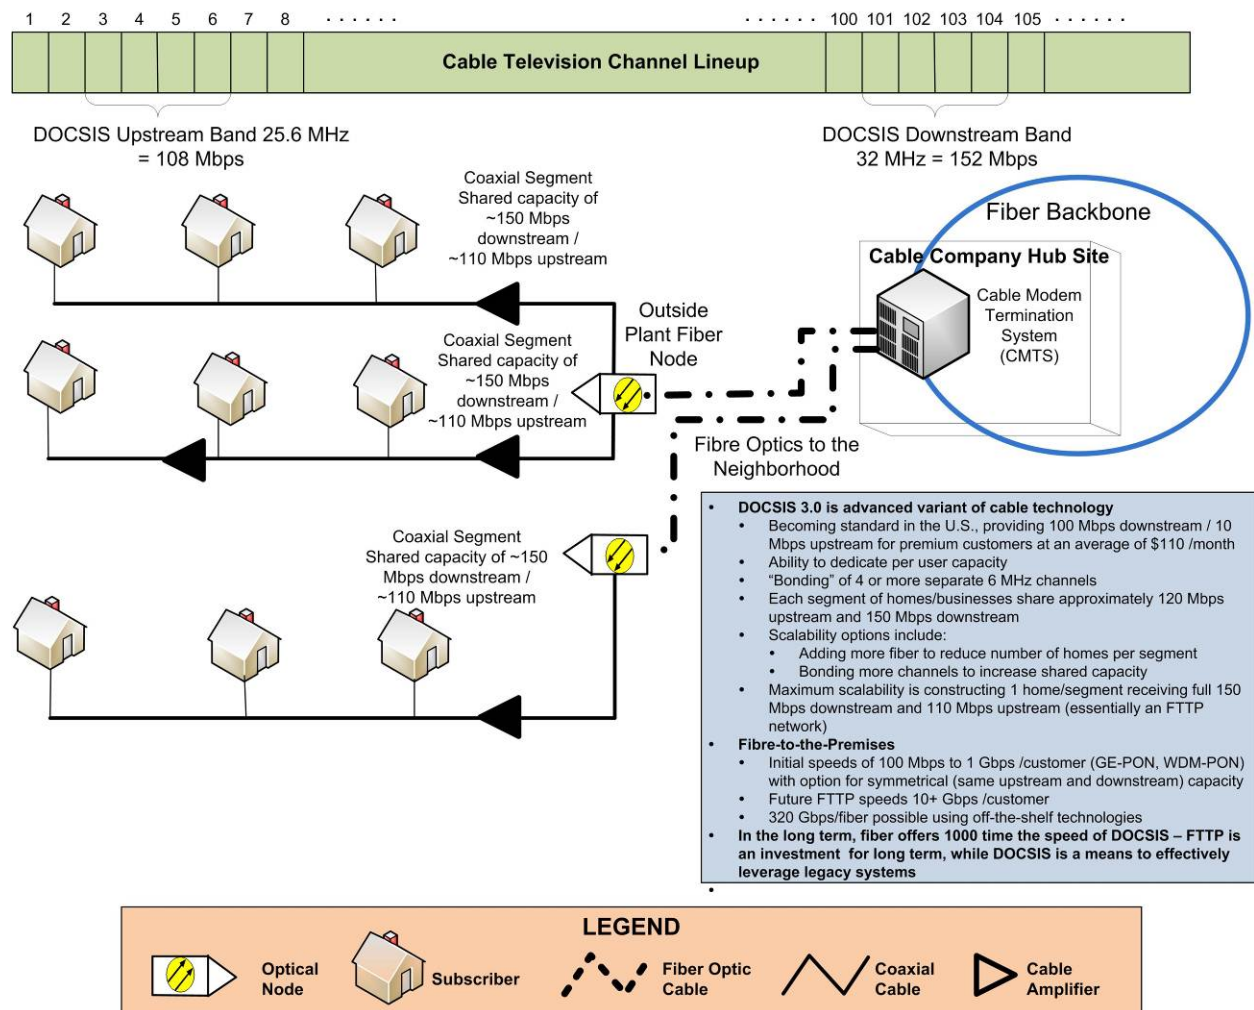 1 2 3 4 5 6 7 8 . . . . . . . . . . . . 100 101 102 103 104 105 . . . . . .
Cable Television Channel Lineup
DOCSIS Upstream Band 25.6 MHz
= 108 Mbps
DOCSIS Downstream Band
32 MHz = 152 Mbps
Coaxial Segment
Shared capacity of
~150 Mbps
downstream /
~110 Mbps upstream
Fiber Backbone
Cable Company Hub Site
Cable Modem
Termination
System
(CMTS)
Outside
Plant Fiber
Node
Coaxial Segment
Shared capacity of
~150 Mbps
downstream /
~110 Mbps upstream
Fibre Optics to the
Neighborhood
Coaxial Segment
Shared capacity of ~150
Mbps downstream /
~110 Mbps upstream
• DOCSIS 3.0 is advanced variant of cable technology
• Becoming standard in the U.S., providing 100 Mbps downstream / 10
Mbps upstream for premium customers at an average of $110 /month
• Ability to dedicate per user capacity
• “Bonding” of 4 or more separate 6 MHz channels
• Each segment of homes/businesses share approximately 120 Mbps
upstream and 150 Mbps downstream
• Scalability options include:
• Adding more fiber to reduce number of homes per segment
• Bonding more channels to increase shared capacity
• Maximum scalability is constructing 1 home/segment receiving full 150
Mbps downstream and 110 Mbps upstream (essentially an FTTP
network)
• Fibre-to-the-Premises
• Initial speeds of 100 Mbps to 1 Gbps /customer (GE-PON, WDM-PON)
with option for symmetrical (same upstream and downstream) capacity
• Future FTTP speeds 10+ Gbps /customer
• 320 Gbps/fiber possible using off-the-shelf technologies
• In the long term, fiber offers 1000 time the speed of DOCSIS – FTTP is
an investment for long term, while DOCSIS is a means to effectively
leverage legacy systems
•
LEGEND
Optical
Node
Subscriber
Fiber Optic
Cable
Coaxial
Cable
Cable
Amplifier